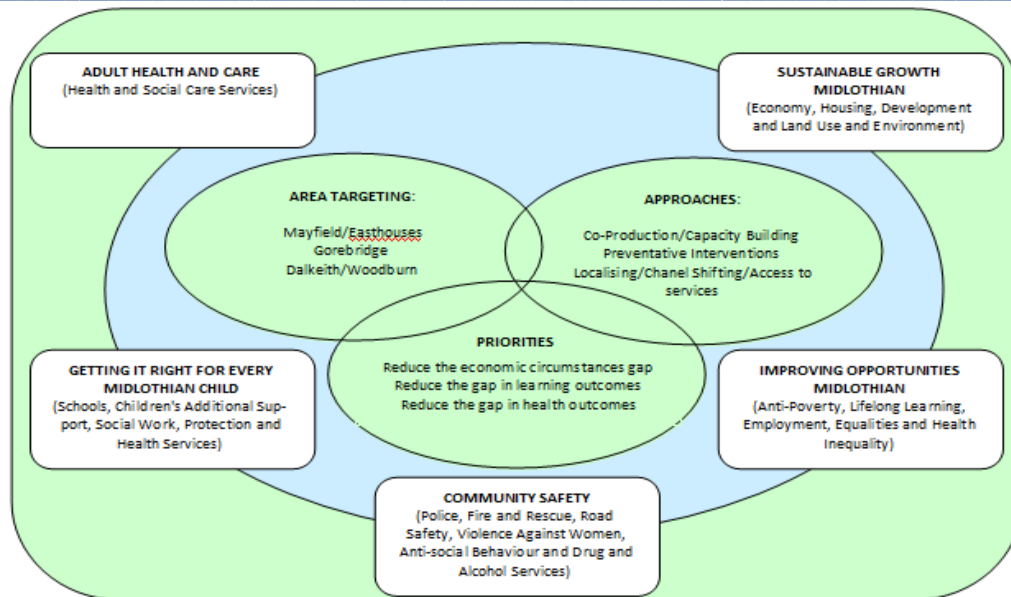 ADULT HEALTH AND CARE
(Health and Social Care Services)
SUSTAINABLE GROWTH
MIDLOTHIAN
(Economy, Housing, Development
and Land Use and Environment)
AREA TARGETING:
Mayfield/Easthouses
Gorebridge
Dalkeith/Woodburn
APPROACHES:
Co-Production/Capacity Building
Preventative Interventions
Localising/Chanel Shifting/Access to
services
PRIORITIES
Reduce the economic circumstances gap
Reduce the gap in learning outcomes
Reduce the gap in health outcomes
GETTING IT RIGHT FOR EVERY
MIDLOTHIAN CHILD
(Schools, Children's Additional Sup-
port, Social Work, Protection and
Health Services)
IMPROVING OPPORTUNITIES
MIDLOTHIAN
(Anti-Poverty, Lifelong Learning,
Employment, Equalities and Health
Inequality)
COMMUNITY SAFETY
(Police, Fire and Rescue, Road
Safety, Violence Against Women,
Anti-social Behaviour and Drug and
Alcohol Services)